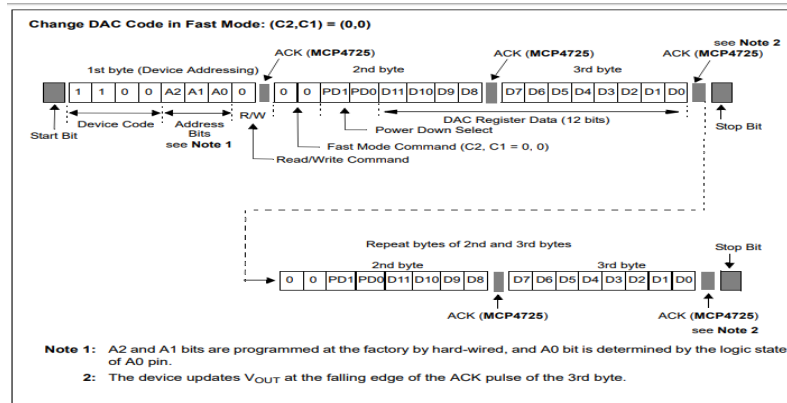 Change DAC Code in Fast Mode: (C2,C1) = (0,0)
see Note 2
ACK (MCP4725) ACK (MCP4725) ACK (MCP4725)
1st byte (Device Addressing) 2nd byte 3rd byte
1 1 0 0 A2 A1 A0 0 0 0 PD1 PD0 D11 D10 D9 D8 D7 D6 D5 D4 D3 D2 D1 D0
Start Bit Device Code Address Bits see Note 1 R/W DAC Register Data (12 bits) Stop Bit
Power Down Select
Fast Mode Command (C2, C1 = 0, 0)
Read/Write Command
Repeat bytes of 2nd and 3rd bytes Stop Bit
2nd byte 3rd byte
0 0 PD1 PD0 D11 D10 D9 D8 D7 D6 D5 D4 D3 D2 D1 D0
ACK (MCP4725) ACK (MCP4725)
see Note 2
Note 1: A2 and A1 bits are programmed at the factory by hard-wired, and A0 bit is determined by the logic state
of A0 pin.
2: The device updates VOUT at the falling edge of the ACK pulse of the 3rd byte.